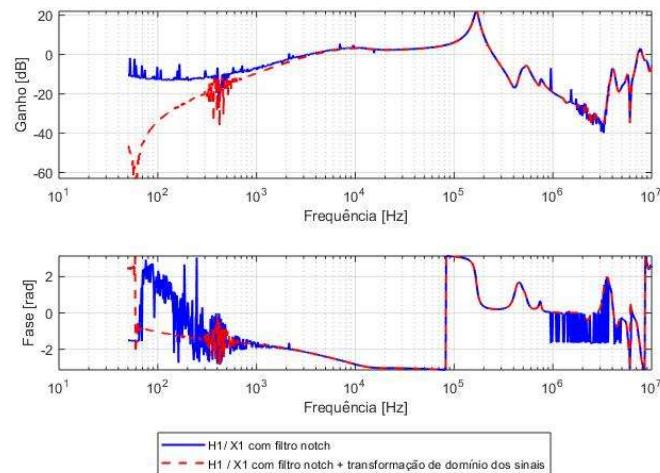 20
0
-20
-40
-60
Ganho [dB]
10^1 10^2 10^3 10^4 10^5 10^6 10^7
Frequência [Hz]
2
0
-2
Fase [rad]
10^1 10^2 10^3 10^4 10^5 10^6 10^7
Frequência [Hz]
H1/ X1 com filtro notch
H1 / X1 com filtro notch + transformação de domínio dos sinais